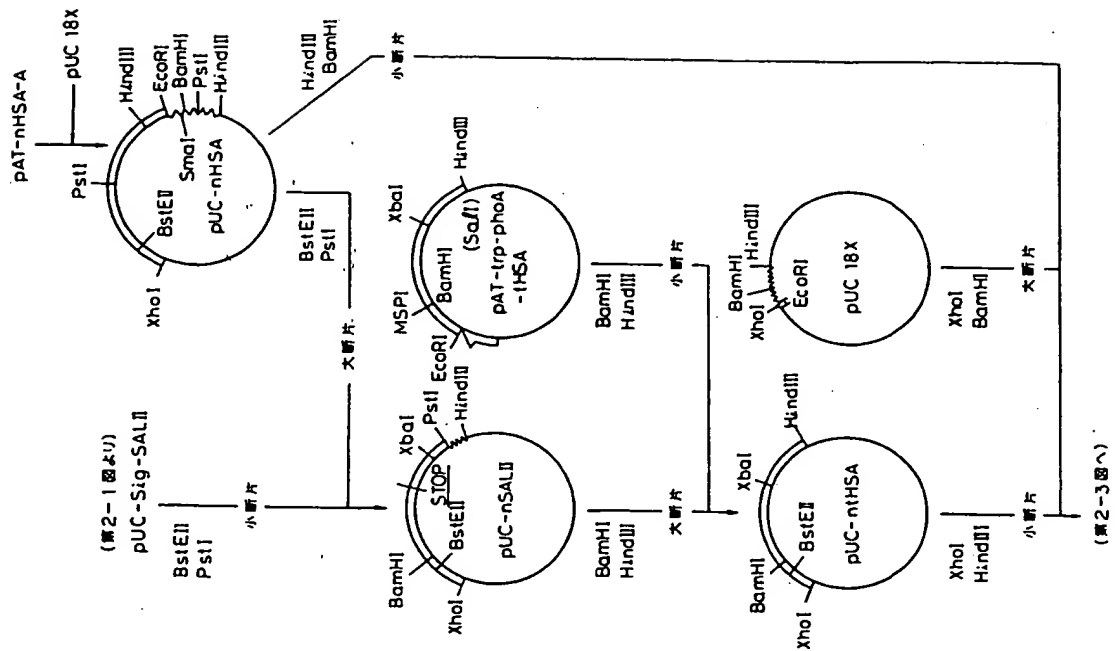 pAT-nHSA-A
pUC 18X
PstI
HindIII
EcoRI
BamHI
PstI
HindIII
SmaI
BstEII
XhoI
pUC-nHSA
HindIII
BamHI
小断片
BstEII
PstI
大断片
(第2-1図より)
pUC-Sig-SALII
BstEII
PstI
小断片
XbaI
PstI
HindIII
STOP
BstEII
BamHI
XhoI
pUC-nSALII
BamHI
HindIII
大断片
XbaI
HindIII
(SalI)
BamHI
MSPI
EcoRI
pAT-trp-phoA
-tHSA
BamHI
HindIII
小断片
XbaI
HindIII
BamHI
BstEII
XhoI
pUC-ntHSA
XhoI
HindIII
小断片
BamHI
HindIII
XhoI
EcoRI
pUC 18X
XhoI
BamHI
大断片
(第2-3図へ)